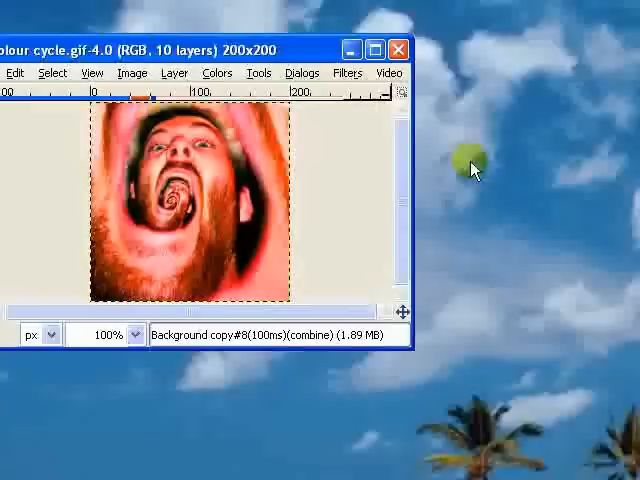 olour cycle.gif-4.0 (RGB, 10 layers) 200x200
Edit Select View Image Layer Colors Tools Dialogs Filters Video
00 0 100 200
px 100% Background copy#8(100ms)(combine) (1.89 MB)